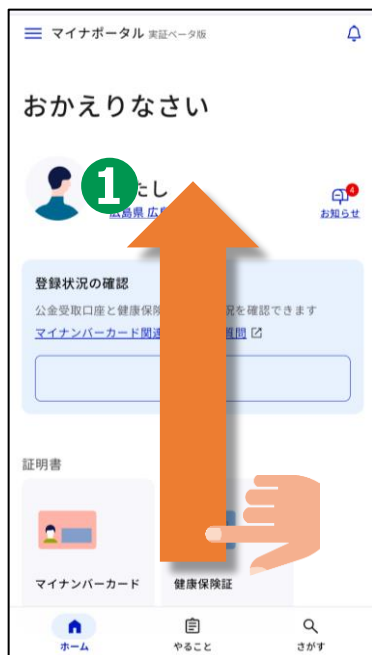 マイナポータル 実証ベータ版
おかえりなさい
1
たし
広島県 広
4
お知らせ
登録状況の確認
公金受取口座と健康保険 況を確認できます
マイナンバーカード関連 質問
証明書
マイナンバーカード
健康保険証
ホーム
やること
さがす